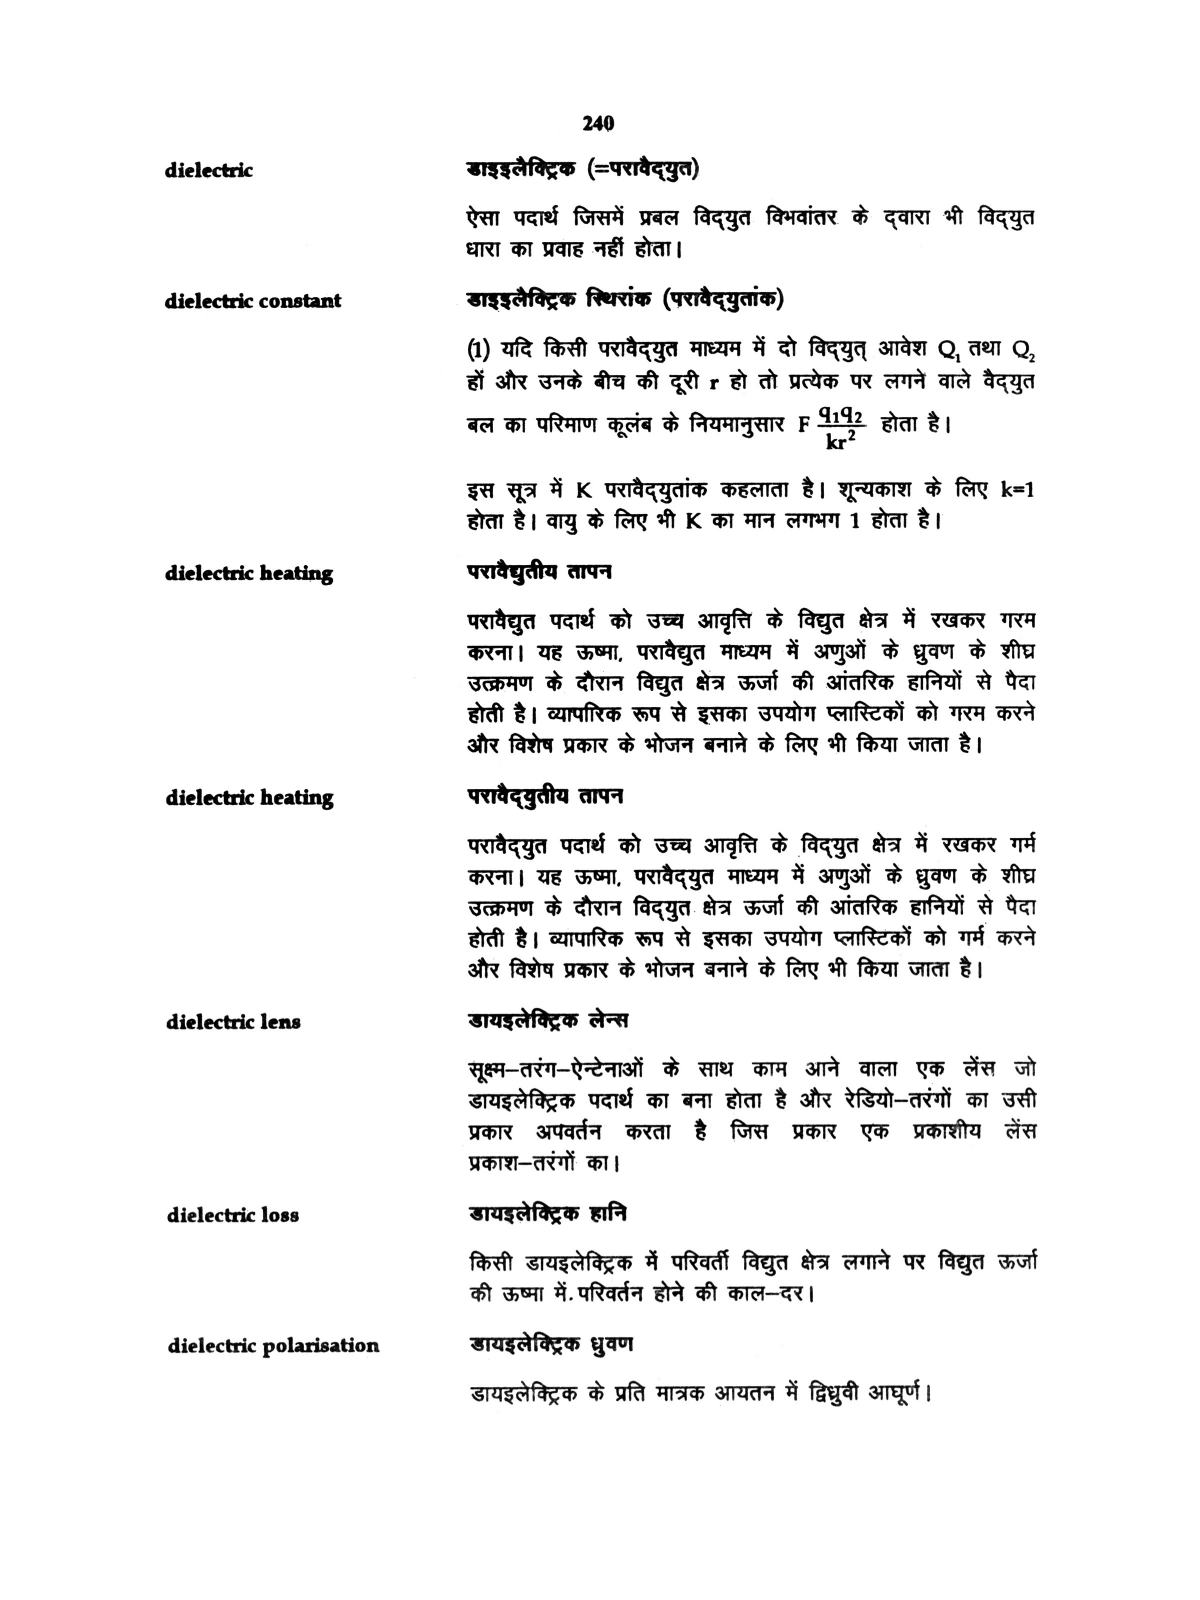 240
dielectric डाइइलैक्ट्रिक (=परावैद्‌युत)
ऐसा पदार्थ जिसमें प्रबल विद्‌युत विभवांतर के द्‌वारा भी विद्‌युत
धारा का प्रवाह नहीं होता।
dielectric constant डाइइलैक्ट्रिक स्थिरांक (परावैद्‌युतांक)
(1) यदि किसी परावैद्‌युत माध्यम में दो विद्‌युत् आवेश Q₁ तथा Q₂
हों और उनके बीच की दूरी r हो तो प्रत्येक पर लगने वाले वैद्‌युत
बल का परिमाण कूलंब के नियमानुसार F q₁q₂/kr² होता है।
इस सूत्र में K परावैद्‌युतांक कहलाता है। शून्यकाश के लिए k=1
होता है। वायु के लिए भी K का मान लगभग 1 होता है।
dielectric heating परावैद्युतीय तापन
परावैद्युत पदार्थ को उच्च आवृत्ति के विद्युत क्षेत्र में रखकर गरम
करना। यह ऊष्मा, परावैद्युत माध्यम में अणुओं के ध्रुवण के शीघ्र
उत्क्रमण के दौरान विद्युत क्षेत्र ऊर्जा की आंतरिक हानियों से पैदा
होती है। व्यापारिक रूप से इसका उपयोग प्लास्टिकों को गरम करने
और विशेष प्रकार के भोजन बनाने के लिए भी किया जाता है।
dielectric heating परावैद्‌युतीय तापन
परावैद्‌युत पदार्थ को उच्च आवृत्ति के विद्‌युत क्षेत्र में रखकर गर्म
करना। यह ऊष्मा, परावैद्‌युत माध्यम में अणुओं के ध्रुवण के शीघ्र
उत्क्रमण के दौरान विद्‌युत क्षेत्र ऊर्जा की आंतरिक हानियों से पैदा
होती है। व्यापारिक रूप से इसका उपयोग प्लास्टिकों को गर्म करने
और विशेष प्रकार के भोजन बनाने के लिए भी किया जाता है।
dielectric lens डायइलेक्ट्रिक लेन्स
सूक्ष्म–तरंग–ऐन्टेनाओं के साथ काम आने वाला एक लेंस जो
डायइलेक्ट्रिक पदार्थ का बना होता है और रेडियो–तरंगों का उसी
प्रकार अपवर्तन करता है जिस प्रकार एक प्रकाशीय लेंस
प्रकाश–तरंगों का।
dielectric loss डायइलेक्ट्रिक हानि
किसी डायइलेक्ट्रिक में परिवर्ती विद्युत क्षेत्र लगाने पर विद्युत ऊर्जा
की ऊष्मा में परिवर्तन होने की काल–दर।
dielectric polarisation डायइलेक्ट्रिक ध्रुवण
डायइलेक्ट्रिक के प्रति मात्रक आयतन में द्विध्रुवी आघूर्ण।